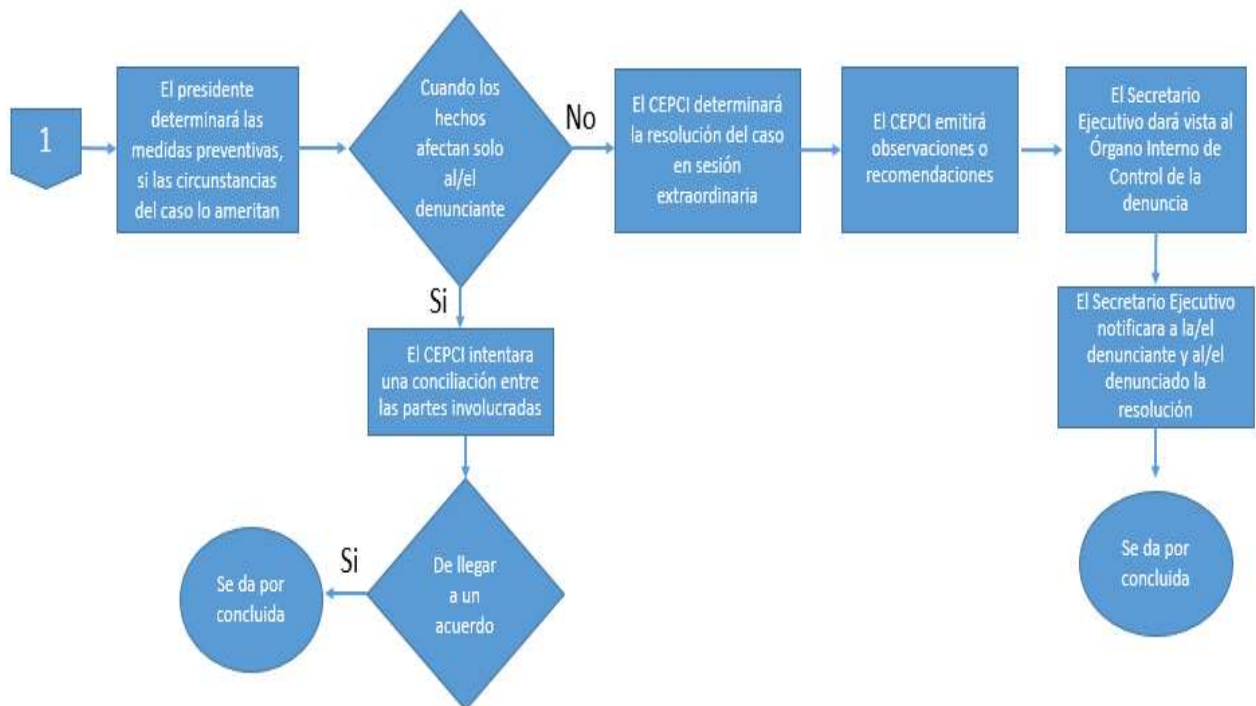 1
El presidente
determinará las
medidas preventivas,
si las circunstancias
del caso lo ameritan
Cuando los
hechos
afectan solo
al/el
denunciante
No
El CEPCI determinará
la resolución del caso
en sesión
extraordinaria
El CEPCI emitirá
observaciones o
recomendaciones
El Secretario
Ejecutivo dará vista al
Órgano Interno de
Control de la
denuncia
Si
El CEPCI intentara
una conciliación entre
las partes involucradas
El Secretario Ejecutivo
notificara a la/el
denunciante y al/el
denunciado la
resolución
De llegar
a un
acuerdo
Si
Se da por
concluida
Se da por
concluida